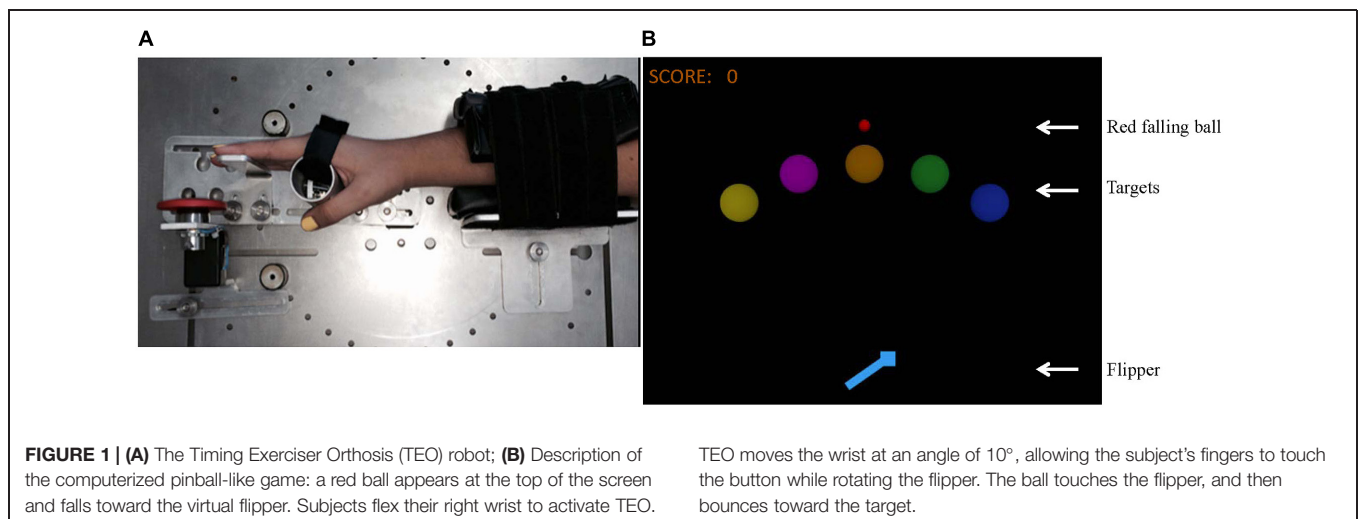 A
B
SCORE: 0
Red falling ball
Targets
Flipper
FIGURE 1 | (A) The Timing Exerciser Orthosis (TEO) robot; (B) Description of
the computerized pinball-like game: a red ball appears at the top of the screen
and falls toward the virtual flipper. Subjects flex their right wrist to activate TEO.
TEO moves the wrist at an angle of 10°, allowing the subject's fingers to touch
the button while rotating the flipper. The ball touches the flipper, and then
bounces toward the target.